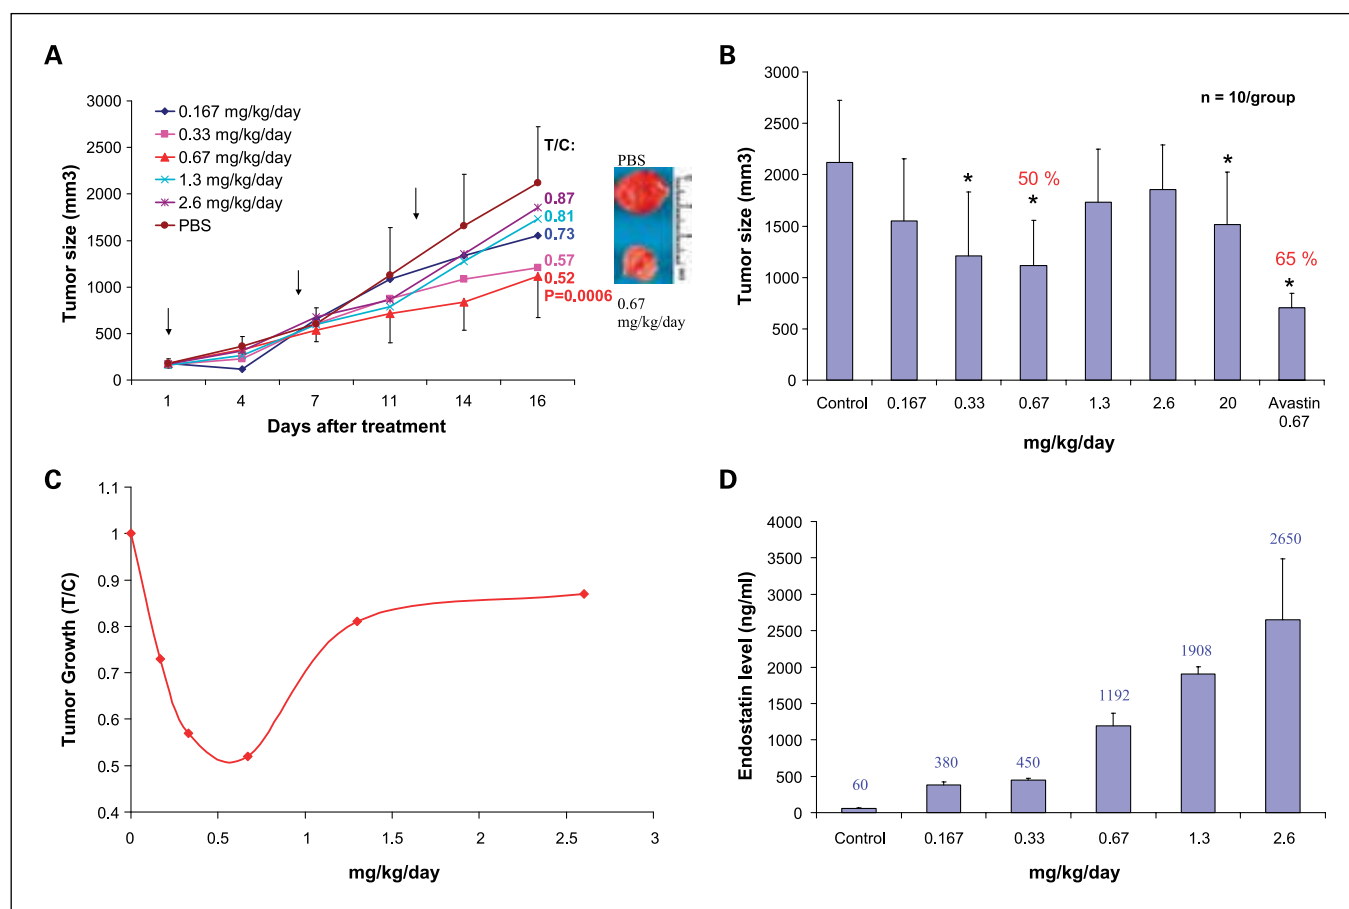 A
Tumor size (mm3)
3000
2500
2000
1500
1000
500
0
0.167 mg/kg/day
0.33 mg/kg/day
0.67 mg/kg/day
1.3 mg/kg/day
2.6 mg/kg/day
PBS
T/C:
0.87
0.81
0.73
0.57
0.52
P=0.0006
1 4 7 11 14 16
Days after treatment
PBS
0.67
mg/kg/day
B
Tumor size (mm3)
3000
2500
2000
1500
1000
500
0
n = 10/group
*
50 %
*
*
65 %
*
Control 0.167 0.33 0.67 1.3 2.6 20 Avastin
0.67
mg/kg/day
C
Tumor Growth (T/C)
1.1
1
0.9
0.8
0.7
0.6
0.5
0.4
0 0.5 1 1.5 2 2.5 3
mg/kg/day
D
Endostatin level (ng/ml)
4000
3500
3000
2500
2000
1500
1000
500
0
60 380 450 1192 1908 2650
Control 0.167 0.33 0.67 1.3 2.6
mg/kg/day